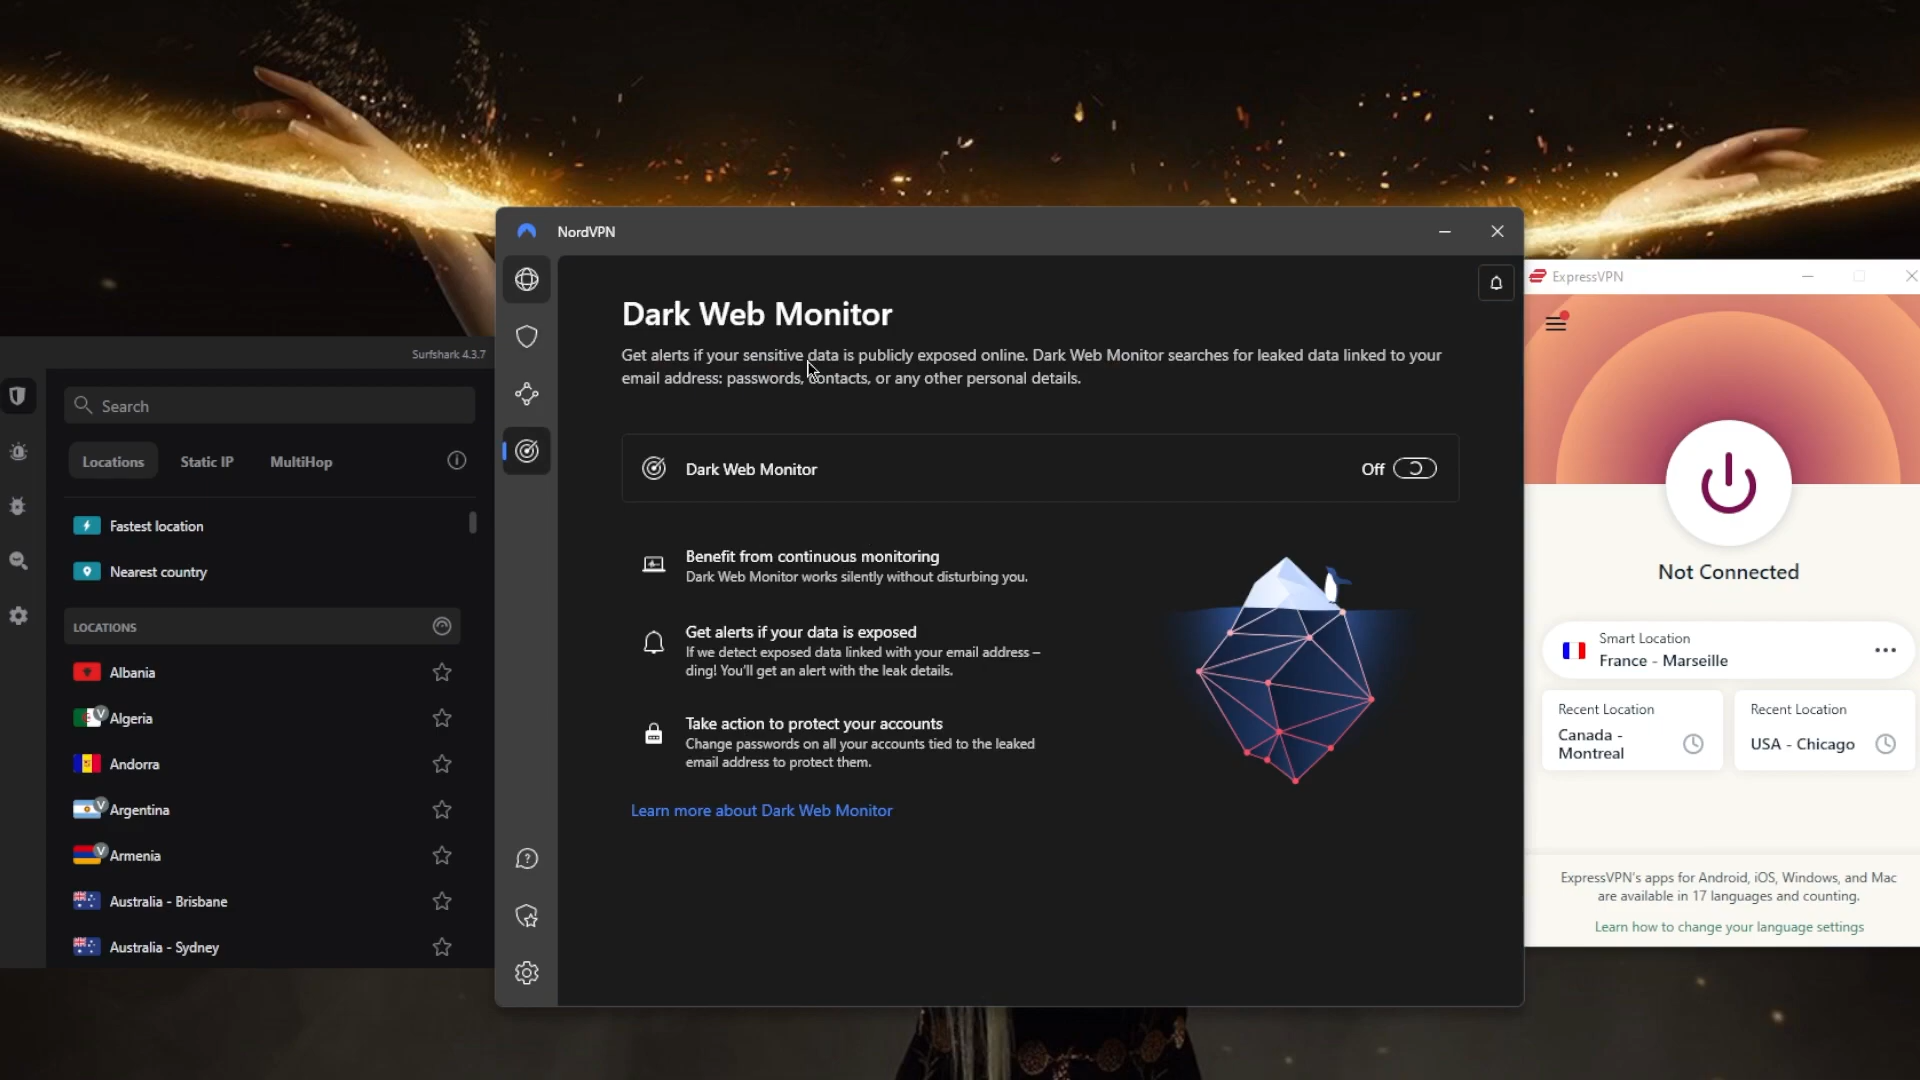 Surfshark 4.3.7
Search
Locations
Static IP
MultiHop
Fastest location
Nearest country
LOCATIONS
Albania
V
Algeria
Andorra
V
Argentina
V
Armenia
Australia - Brisbane
Australia - Sydney
NordVPN
Dark Web Monitor
Get alerts if your sensitive data is publicly exposed online. Dark Web Monitor searches for leaked data linked to your
email address: passwords, contacts, or any other personal details.
Dark Web Monitor
Off
Benefit from continuous monitoring
Dark Web Monitor works silently without disturbing you.
Get alerts if your data is exposed
If we detect exposed data linked with your email address –
ding! You'll get an alert with the leak details.
Take action to protect your accounts
Change passwords on all your accounts tied to the leaked
email address to protect them.
Learn more about Dark Web Monitor
ExpressVPN
Not Connected
Smart Location
France - Marseille
Recent Location
Canada -
Montreal
Recent Location
USA - Chicago
ExpressVPN's apps for Android, iOS, Windows, and Mac
are available in 17 languages and counting.
Learn how to change your language settings